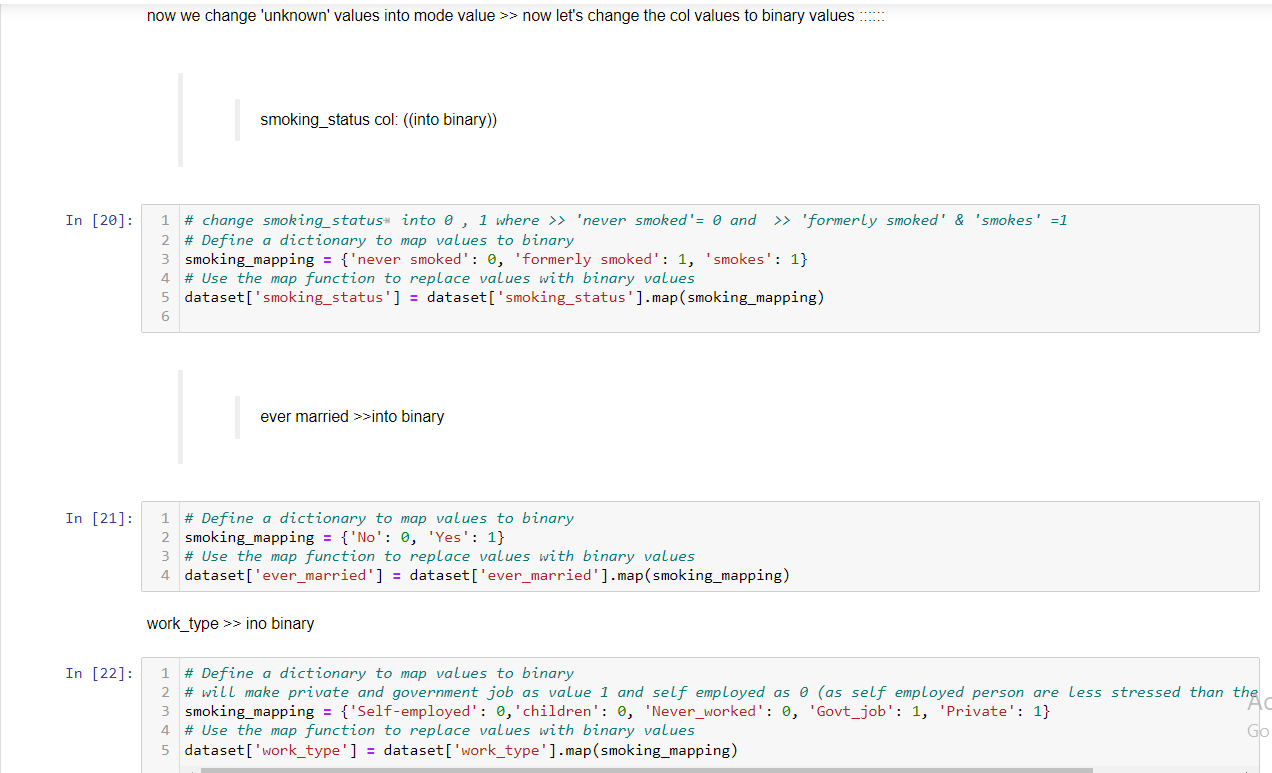 now we change 'unknown' values into mode value >> now let's change the col values to binary values ::::::
smoking_status col: ((into binary))
In [20]:
1 # change smoking_status* into 0 , 1 where >> 'never smoked'= 0 and  >> 'formerly smoked' & 'smokes' =1
2 # Define a dictionary to map values to binary
3 smoking_mapping = {'never smoked': 0, 'formerly smoked': 1, 'smokes': 1}
4 # Use the map function to replace values with binary values
5 dataset['smoking_status'] = dataset['smoking_status'].map(smoking_mapping)
6
ever married >>into binary
In [21]:
1 # Define a dictionary to map values to binary
2 smoking_mapping = {'No': 0, 'Yes': 1}
3 # Use the map function to replace values with binary values
4 dataset['ever_married'] = dataset['ever_married'].map(smoking_mapping)
work_type >> ino binary
In [22]:
1 # Define a dictionary to map values to binary
2 # will make private and government job as value 1 and self employed as 0 (as self employed person are less stressed than the
3 smoking_mapping = {'Self-employed': 0,'children': 0, 'Never_worked': 0, 'Govt_job': 1, 'Private': 1}
4 # Use the map function to replace values with binary values
5 dataset['work_type'] = dataset['work_type'].map(smoking_mapping)
Ac
Go